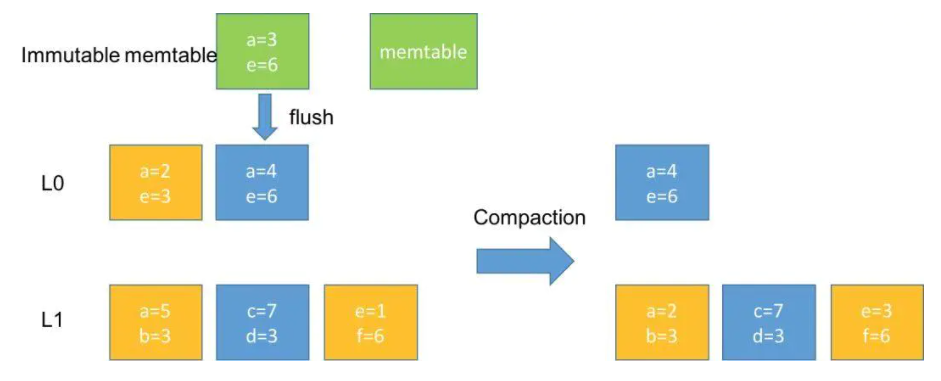 Immutable memtable
a=3
e=6
memtable
flush
L0
a=2
e=3
a=4
e=6
a=4
e=6
Compaction
L1
a=5
b=3
c=7
d=3
e=1
f=6
a=2
b=3
c=7
d=3
e=3
f=6